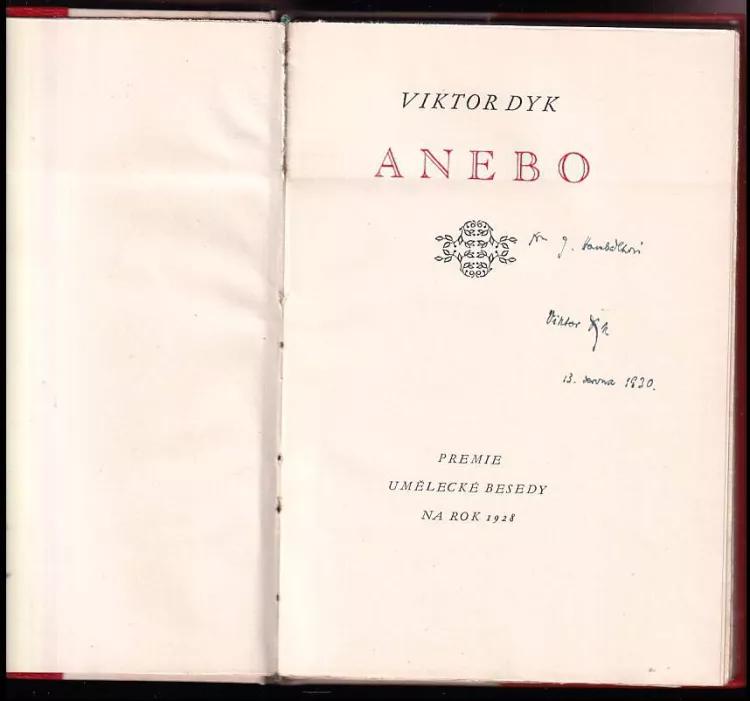 VIKTOR DYK
ANEBO
J.
Viktor Dyk
13. června 1930.
PREMIE
UMĚLECKÉ BESEDY
NA ROK 1928